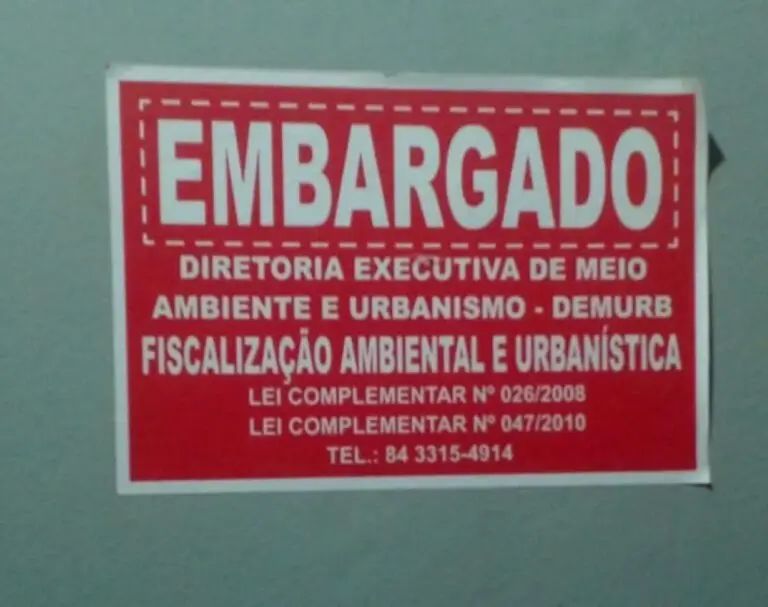 EMBARGADO
DIRETORIA EXECUTIVA DE MEIO
AMBIENTE E URBANISMO - DEMURB
FISCALIZAÇÃO AMBIENTAL E URBANÍSTICA
LEI COMPLEMENTAR Nº 026/2008
LEI COMPLEMENTAR Nº 047/2010
TEL.: 84 3315-4914